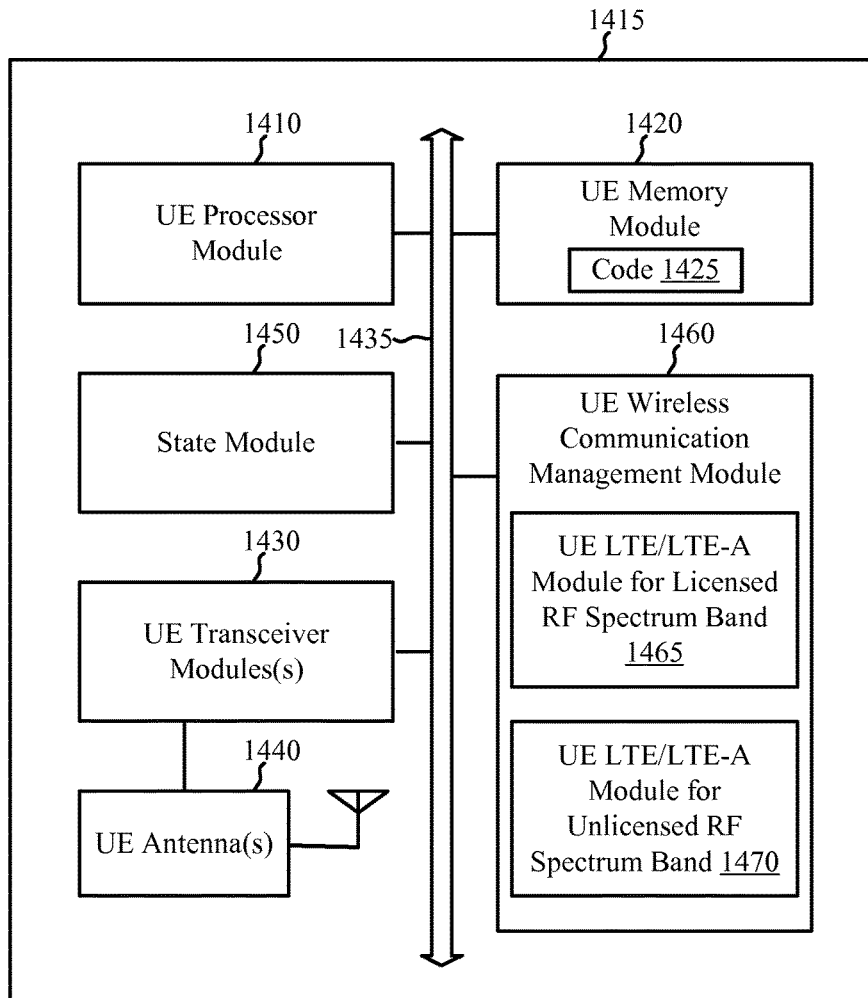 1415
1410
UE Processor
Module
1420
UE Memory
Module
Code 1425
1435
1450
State Module
1460
UE Wireless
Communication
Management Module
UE LTE/LTE-A
Module for Licensed
RF Spectrum Band
1465
1430
UE Transceiver
Modules(s)
UE LTE/LTE-A
Module for
Unlicensed RF
Spectrum Band 1470
1440
UE Antenna(s)